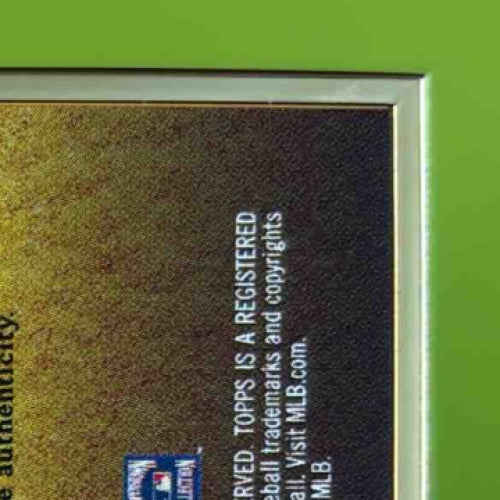 authenticity.
RVED. TOPPS IS A REGISTERED
eball trademarks and copyrights
all. Visit MLB.com.
MLB.